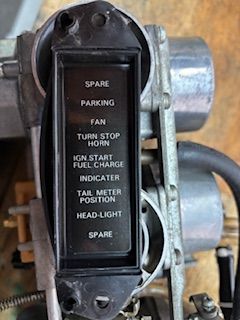 SPARE
PARKING
FAN
TURN STOP
HORN
IGN.START
FUEL CHARGE
INDICATER
TAIL METER
POSITION
HEAD-LIGHT
SPARE